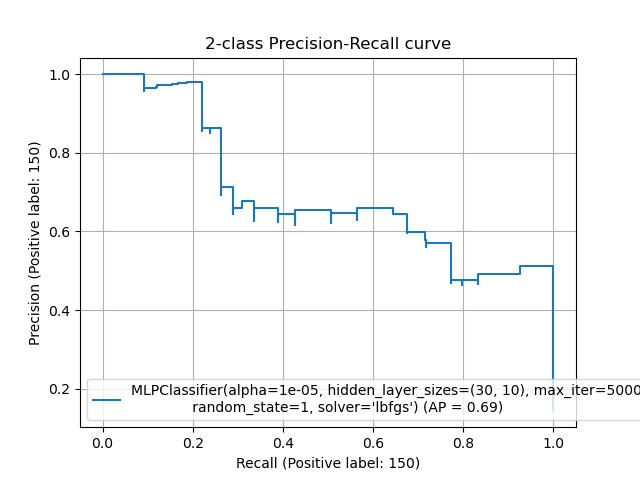 2-class Precision-Recall curve
1.0
0.8
0.6
0.4
0.2
Precision (Positive label: 150)
MLPClassifier(alpha=1e-05, hidden_layer_sizes=(30, 10), max_iter=5000
random_state=1, solver='lbfgs') (AP = 0.69)
0.0 0.2 0.4 0.6 0.8 1.0
Recall (Positive label: 150)